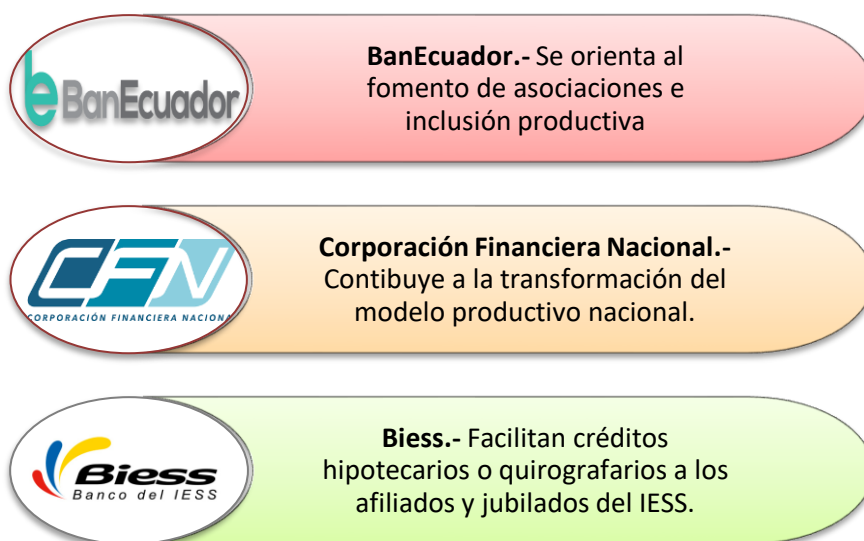 BanEcuador
BanEcuador.- Se orienta al
fomento de asociaciones e
inclusión productiva
CFN
CORPORACIÓN FINANCIERA NACIONA
Corporación Financiera Nacional.-
Contibuye a la transformación del
modelo productivo nacional.
Biess
Banco del IESS
Biess.- Facilitan créditos
hipotecarios o quirografarios a los
afiliados y jubilados del IESS.